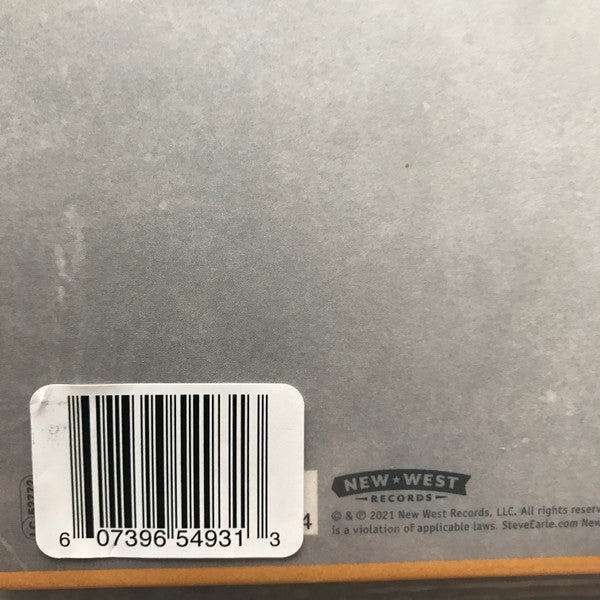 NEW ★ WEST
RECORDS
© & ℗ 2021 New West Records, LLC. All rights
is a violation of applicable laws. SteveEarle.com New
4
6 07396 54931 3